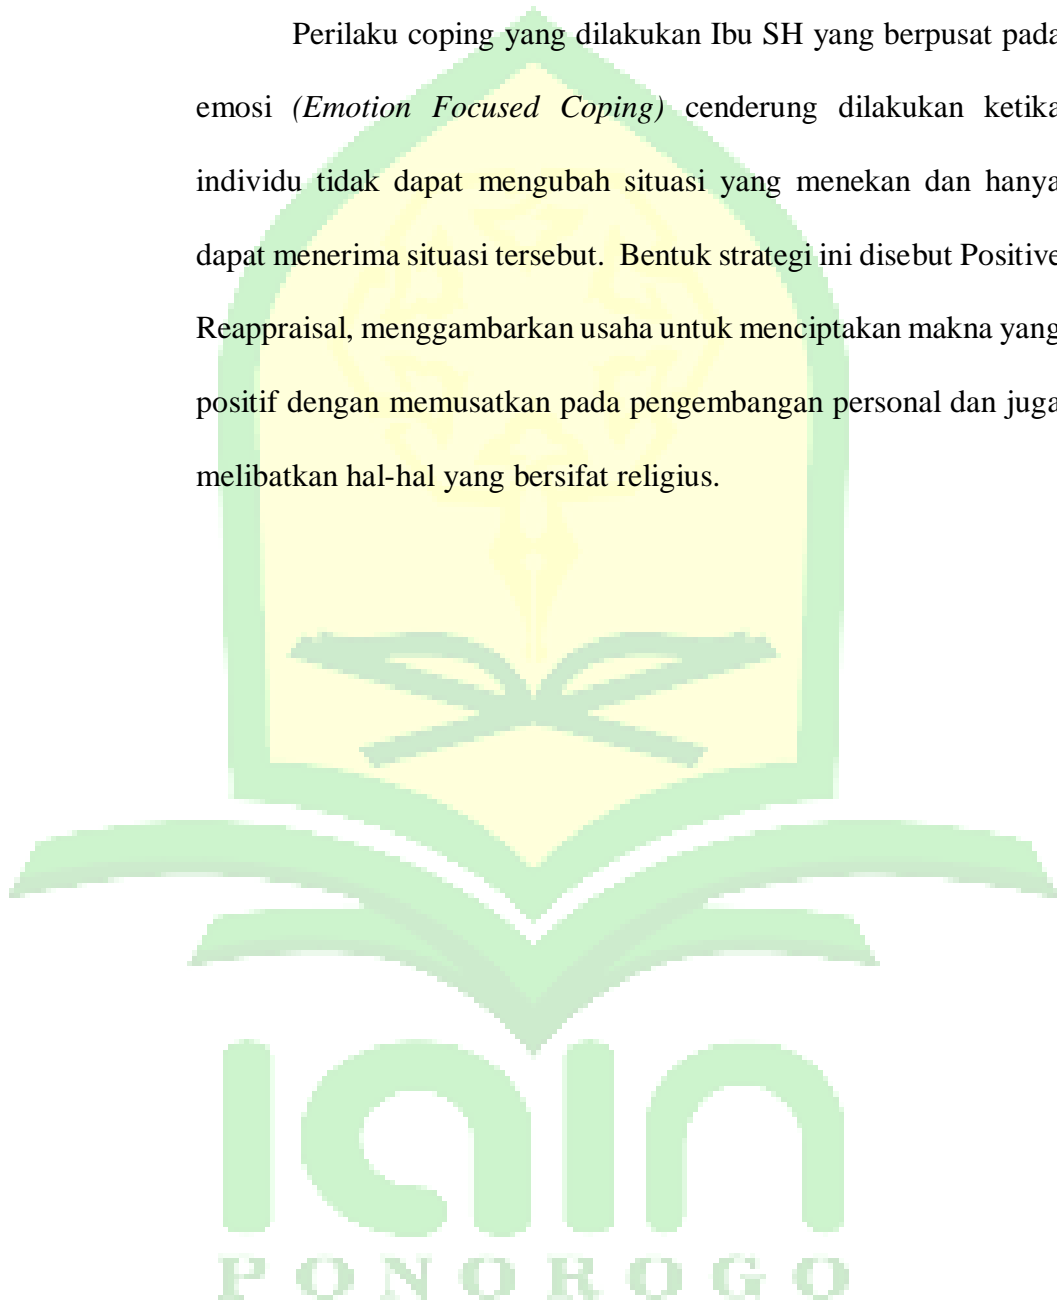 Perilaku coping yang dilakukan Ibu SH yang berpusat pada
emosi (Emotion Focused Coping) cenderung dilakukan ketika
individu tidak dapat mengubah situasi yang menekan dan hanya
dapat menerima situasi tersebut. Bentuk strategi ini disebut Positive
Reappraisal, menggambarkan usaha untuk menciptakan makna yang
positif dengan memusatkan pada pengembangan personal dan juga
melibatkan hal-hal yang bersifat religius.
iain
PONOROGO